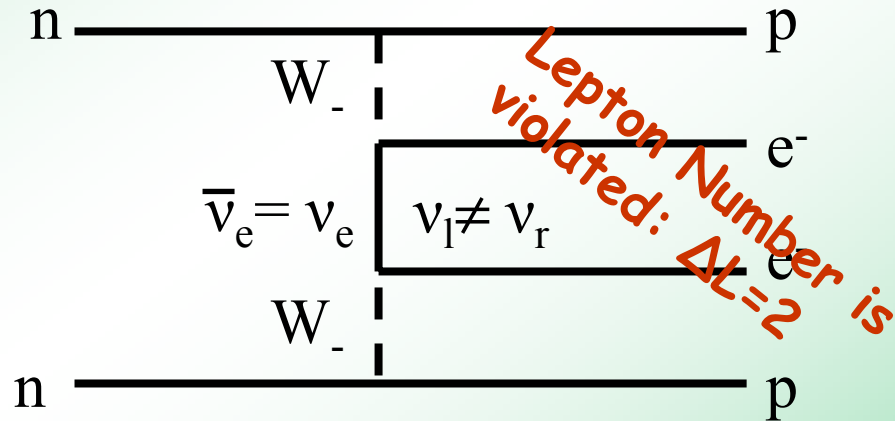 n p
W-
e-
ν̅e= νe νl≠ νr
e-
W-
n p
Lepton Number is
violated: ΔL=2